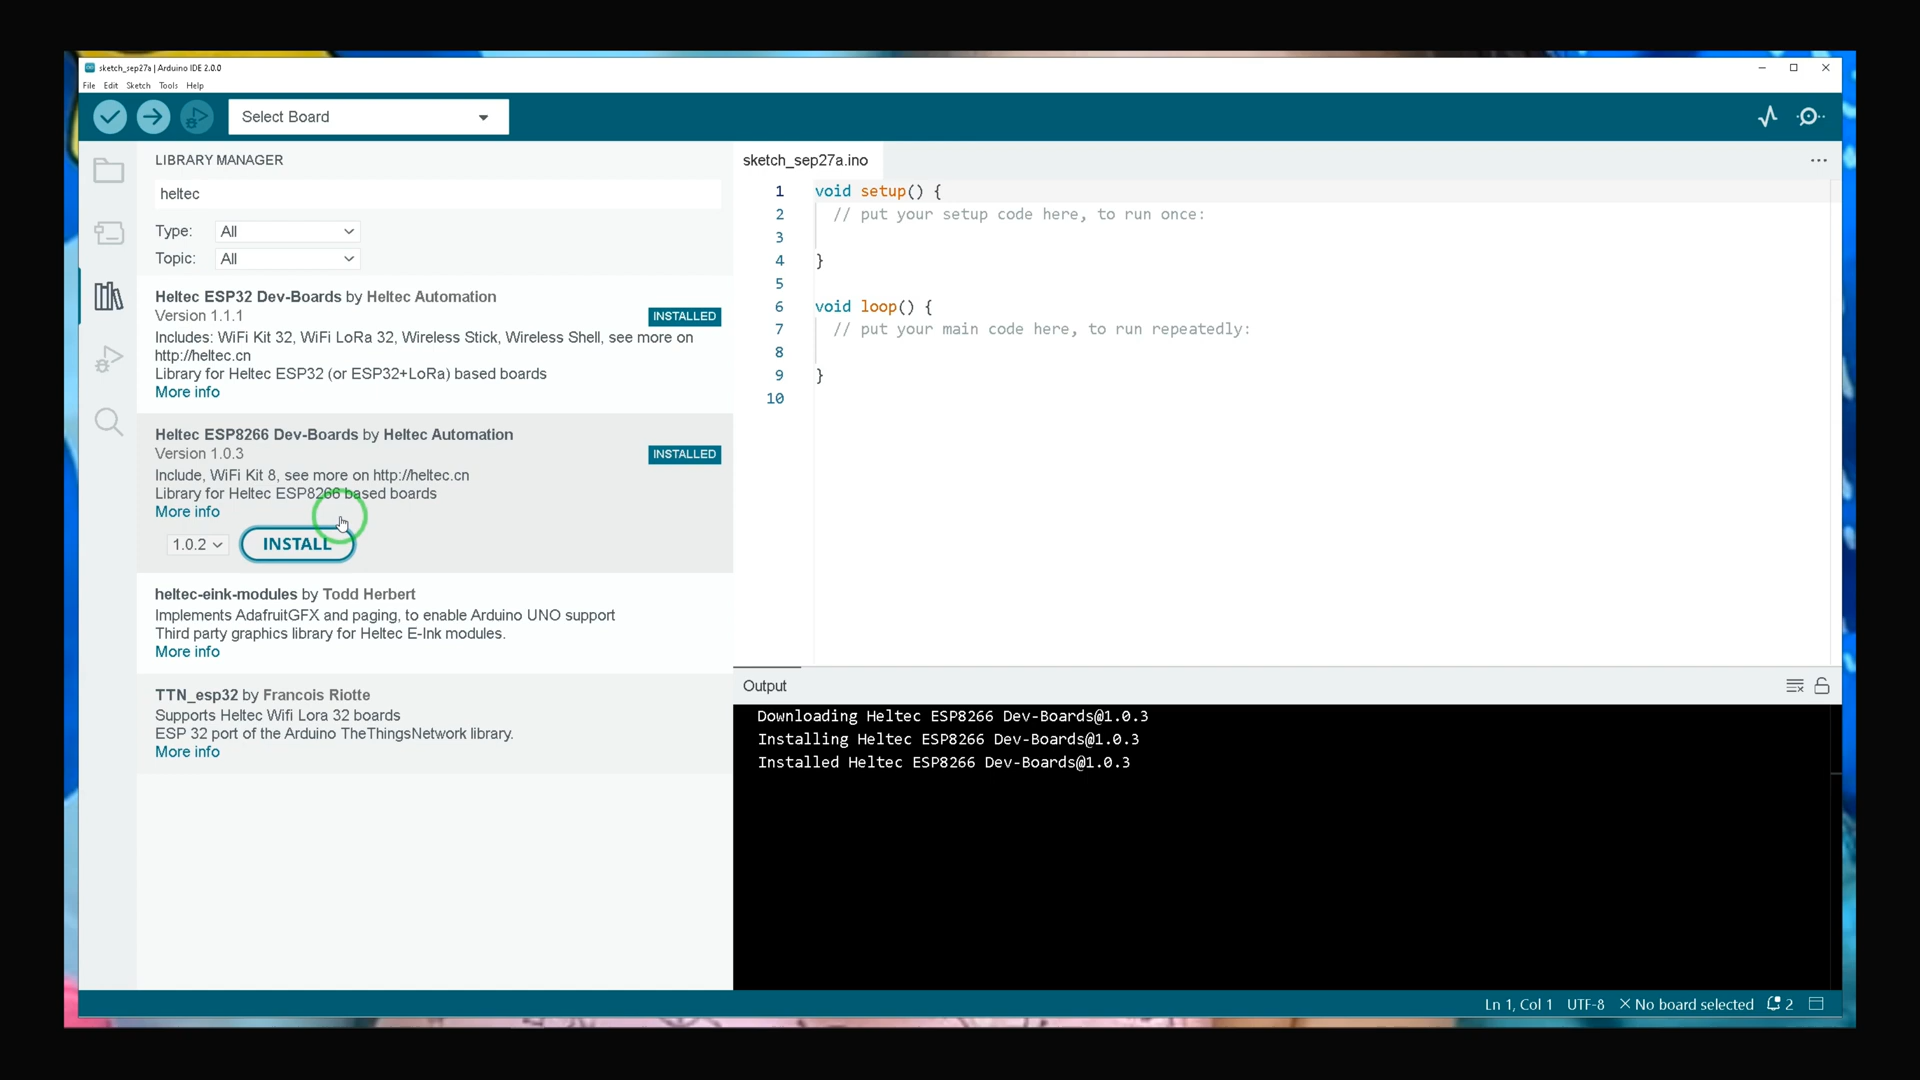 sketch_sep27a | Arduino IDE 2.0.0
File Edit Sketch Tools Help
Select Board
LIBRARY MANAGER
heltec
Type: All
Topic: All
Heltec ESP32 Dev-Boards by Heltec Automation
Version 1.1.1
INSTALLED
Includes: WiFi Kit 32, WiFi LoRa 32, Wireless Stick, Wireless Shell, see more on
http://heltec.cn
Library for Heltec ESP32 (or ESP32+LoRa) based boards
More info
Heltec ESP8266 Dev-Boards by Heltec Automation
Version 1.0.3
INSTALLED
Include, WiFi Kit 8, see more on http://heltec.cn
Library for Heltec ESP8266 based boards
More info
1.0.2 INSTALL
heltec-eink-modules by Todd Herbert
Implements AdafruitGFX and paging, to enable Arduino UNO support
Third party graphics library for Heltec E-Ink modules.
More info
TTN_esp32 by Francois Riotte
Supports Heltec Wifi Lora 32 boards
ESP 32 port of the Arduino TheThingsNetwork library.
More info
sketch_sep27a.ino
1 void setup() {
2 // put your setup code here, to run once:
3
4 }
5
6 void loop() {
7 // put your main code here, to run repeatedly:
8
9 }
10
Output
Downloading Heltec ESP8266 Dev-Boards@1.0.3
Installing Heltec ESP8266 Dev-Boards@1.0.3
Installed Heltec ESP8266 Dev-Boards@1.0.3
Ln 1, Col 1 UTF-8 No board selected 2